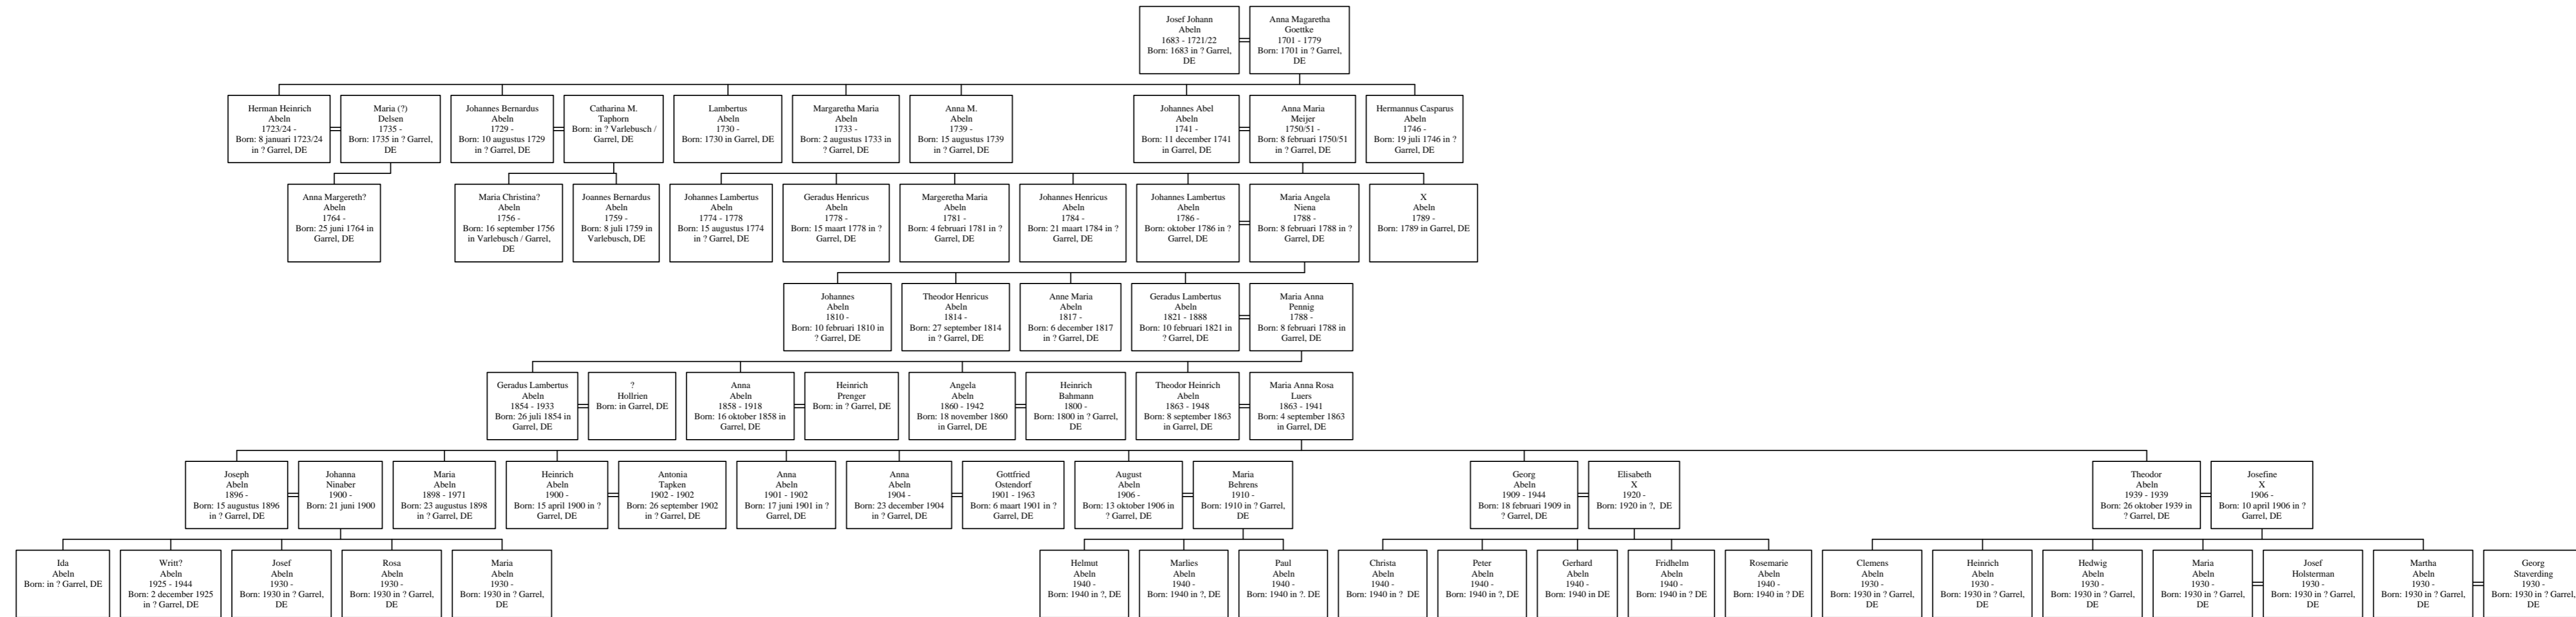 Josef Johann
Abeln
1683 - 1721/22
Born: 1683 in ? Garrel,
DE
Anna Magaretha
Goettke
1701 - 1779
Born: 1701 in ? Garrel,
DE
Herman Heinrich
Abeln
1723/24 -
Born: 8 januari 1723/24
in ? Garrel, DE
Maria (?)
Delsen
1735 -
Born: 1735 in ? Garrel,
DE
Johannes Bernardus
Abeln
1729 -
Born: 10 augustus 1729
in ? Garrel, DE
Catharina M.
Taphorn
Born: in ? Varlebusch /
Garrel, DE
Lambertus
Abeln
1730 -
Born: 1730 in Garrel, DE
Margaretha Maria
Abeln
1733 -
Born: 2 augustus 1733 in
? Garrel, DE
Anna M.
Abeln
1739 -
Born: 15 augustus 1739
in ? Garrel, DE
Johannes Abel
Abeln
1741 -
Born: 11 december 1741
in Garrel, DE
Anna Maria
Meijer
1750/51 -
Born: 8 februari 1750/51
in ? Garrel, DE
Hermannus Casparus
Abeln
1746 -
Born: 19 juli 1746 in ?
Garrel, DE
Anna Margereth?
Abeln
1764 -
Born: 25 juni 1764 in
Garrel, DE
Maria Christina?
Abeln
1756 -
Born: 16 september 1756
in Varlebusch / Garrel,
DE
Joannes Bernardus
Abeln
1759 -
Born: 8 juli 1759 in
Varlebusch, DE
Johannes Lambertus
Abeln
1774 - 1778
Born: 15 augustus 1774
in ? Garrel, DE
Geradus Henricus
Abeln
1778 -
Born: 15 maart 1778 in ?
Garrel, DE
Margeretha Maria
Abeln
1781 -
Born: 4 februari 1781 in ?
Garrel, DE
Johannes Henricus
Abeln
1784 -
Born: 21 maart 1784 in ?
Garrel, DE
Johannes Lambertus
Abeln
1786 -
Born: oktober 1786 in ?
Garrel, DE
Maria Angela
Niena
1788 -
Born: 8 februari 1788 in ?
Garrel, DE
X
Abeln
1789 -
Born: 1789 in Garrel, DE
Johannes
Abeln
1810 -
Born: 10 februari 1810 in
? Garrel, DE
Theodor Henricus
Abeln
1814 -
Born: 27 september 1814
in ? Garrel, DE
Anne Maria
Abeln
1817 -
Born: 6 december 1817
in ? Garrel, DE
Geradus Lambertus
Abeln
1821 - 1888
Born: 10 februari 1821 in
? Garrel, DE
Maria Anna
Pennig
1788 -
Born: 8 februari 1788 in
Garrel, DE
Geradus Lambertus
Abeln
1854 - 1933
Born: 26 juli 1854 in
Garrel, DE
?
Hollrien
Born: in Garrel, DE
Anna
Abeln
1858 - 1918
Born: 16 oktober 1858 in
Garrel, DE
Heinrich
Prenger
Born: in ? Garrel, DE
Angela
Abeln
1860 - 1942
Born: 18 november 1860
in Garrel, DE
Heinrich
Bahmann
1800 -
Born: 1800 in ? Garrel,
DE
Theodor Heinrich
Abeln
1863 - 1948
Born: 8 september 1863
in Garrel, DE
Maria Anna Rosa
Luers
1863 - 1941
Born: 4 september 1863
in Garrel, DE
Joseph
Abeln
1896 -
Born: 15 augustus 1896
in ? Garrel, DE
Johanna
Ninaber
1900 -
Born: 21 juni 1900
Maria
Abeln
1898 - 1971
Born: 23 augustus 1898
in ? Garrel, DE
Heinrich
Abeln
1900 -
Born: 15 april 1900 in ?
Garrel, DE
Antonia
Tapken
1902 - 1902
Born: 26 september 1902
in ? Garrel, DE
Anna
Abeln
1901 - 1902
Born: 17 juni 1901 in ?
Garrel, DE
Anna
Abeln
1904 -
Born: 23 december 1904
in ? Garrel, DE
Gottfried
Ostendorf
1901 - 1963
Born: 6 maart 1901 in ?
Garrel, DE
August
Abeln
1906 -
Born: 13 oktober 1906 in
? Garrel, DE
Maria
Behrens
1910 -
Born: 1910 in ? Garrel,
DE
Georg
Abeln
1909 - 1944
Born: 18 februari 1909 in
? Garrel, DE
Elisabeth
X
1920 -
Born: 1920 in ?, DE
Theodor
Abeln
1939 - 1939
Born: 26 oktober 1939 in
? Garrel, DE
Josefine
X
1906 -
Born: 10 april 1906 in ?
Garrel, DE
Ida
Abeln
Born: in ? Garrel, DE
Writt?
Abeln
1925 - 1944
Born: 2 december 1925
in ? Garrel, DE
Josef
Abeln
1930 -
Born: 1930 in ? Garrel,
DE
Rosa
Abeln
1930 -
Born: 1930 in ? Garrel,
DE
Maria
Abeln
1930 -
Born: 1930 in ? Garrel,
DE
Helmut
Abeln
1940 -
Born: 1940 in ?, DE
Marlies
Abeln
1940 -
Born: 1940 in ?, DE
Paul
Abeln
1940 -
Born: 1940 in ?. DE
Christa
Abeln
1940 -
Born: 1940 in ? DE
Peter
Abeln
1940 -
Born: 1940 in ?, DE
Gerhard
Abeln
1940 -
Born: 1940 in DE
Fridhelm
Abeln
1940 -
Born: 1940 in ? DE
Rosemarie
Abeln
1940 -
Born: 1940 in ? DE
Clemens
Abeln
1930 -
Born: 1930 in ? Garrel,
DE
Heinrich
Abeln
1930 -
Born: 1930 in ? Garrel,
DE
Hedwig
Abeln
1930 -
Born: 1930 in ? Garrel,
DE
Maria
Abeln
1930 -
Born: 1930 in ? Garrel,
DE
Josef
Holsterman
1930 -
Born: 1930 in ? Garrel,
DE
Martha
Abeln
1930 -
Born: 1930 in ? Garrel,
DE
Georg
Staverding
1930 -
Born: 1930 in ? Garrel,
DE